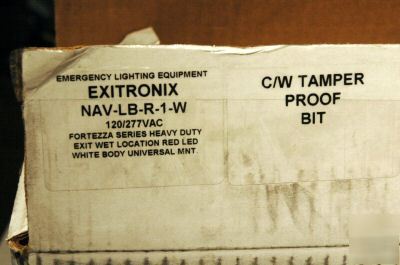 EMERGENCY LIGHTING EQUIPMENT
EXITRONIX
NAV-LB-R-1-W
120/277VAC
FORTEZZA SERIES HEAVY DUTY
EXIT WET LOCATION RED LED
WHITE BODY UNIVERSAL MNT.
C/W TAMPER
PROOF
BIT